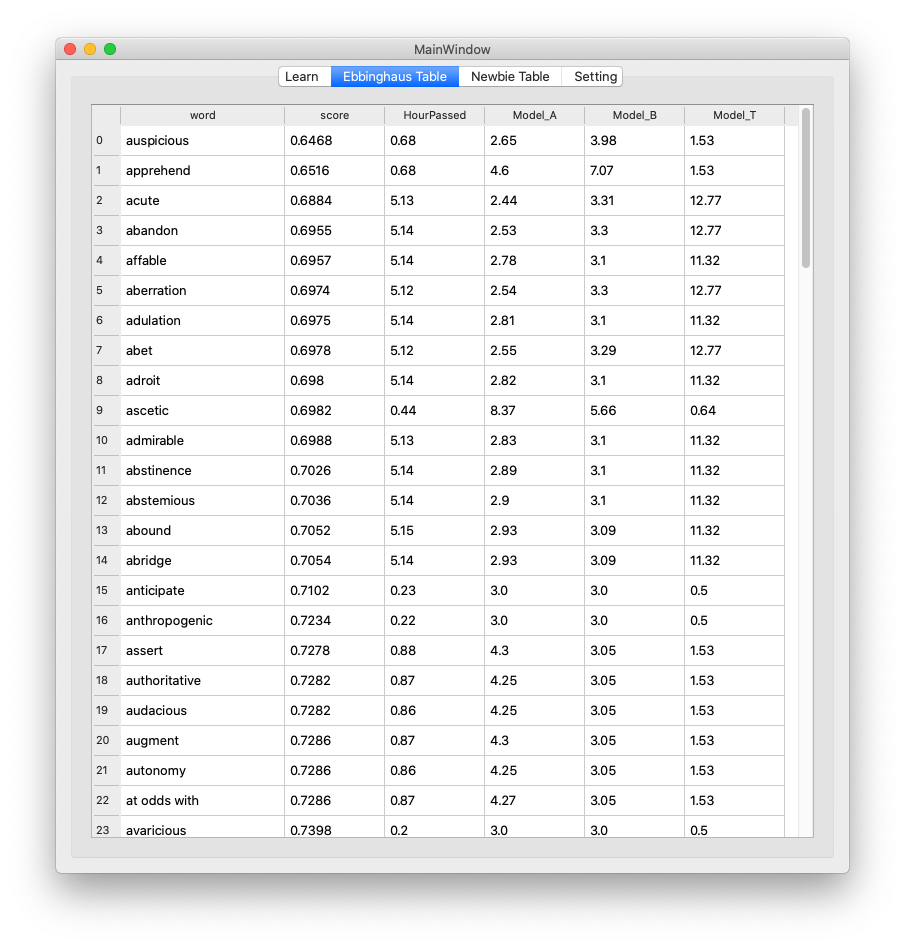 MainWindow
Learn Ebbinghaus Table Newbie Table Setting
word score HourPassed Model_A Model_B Model_T
0 auspicious 0.6468 0.68 2.65 3.98 1.53
1 apprehend 0.6516 0.68 4.6 7.07 1.53
2 acute 0.6884 5.13 2.44 3.31 12.77
3 abandon 0.6955 5.14 2.53 3.3 12.77
4 affable 0.6957 5.14 2.78 3.1 11.32
5 aberration 0.6974 5.12 2.54 3.3 12.77
6 adulation 0.6975 5.14 2.81 3.1 11.32
7 abet 0.6978 5.12 2.55 3.29 12.77
8 adroit 0.698 5.14 2.82 3.1 11.32
9 ascetic 0.6982 0.44 8.37 5.66 0.64
10 admirable 0.6988 5.13 2.83 3.1 11.32
11 abstinence 0.7026 5.14 2.89 3.1 11.32
12 abstemious 0.7036 5.14 2.9 3.1 11.32
13 abound 0.7052 5.15 2.93 3.09 11.32
14 abridge 0.7054 5.14 2.93 3.09 11.32
15 anticipate 0.7102 0.23 3.0 3.0 0.5
16 anthropogenic 0.7234 0.22 3.0 3.0 0.5
17 assert 0.7278 0.88 4.3 3.05 1.53
18 authoritative 0.7282 0.87 4.25 3.05 1.53
19 audacious 0.7282 0.86 4.25 3.05 1.53
20 augment 0.7286 0.87 4.3 3.05 1.53
21 autonomy 0.7286 0.86 4.25 3.05 1.53
22 at odds with 0.7286 0.87 4.27 3.05 1.53
23 avaricious 0.7398 0.2 3.0 3.0 0.5